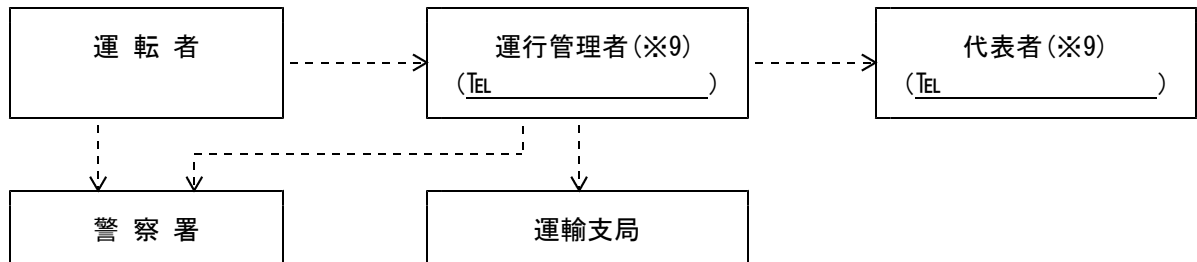 運 転 者
運行管理者(※9)
(℡ )
代表者(※9)
(℡ )
警 察 署
運輸支局